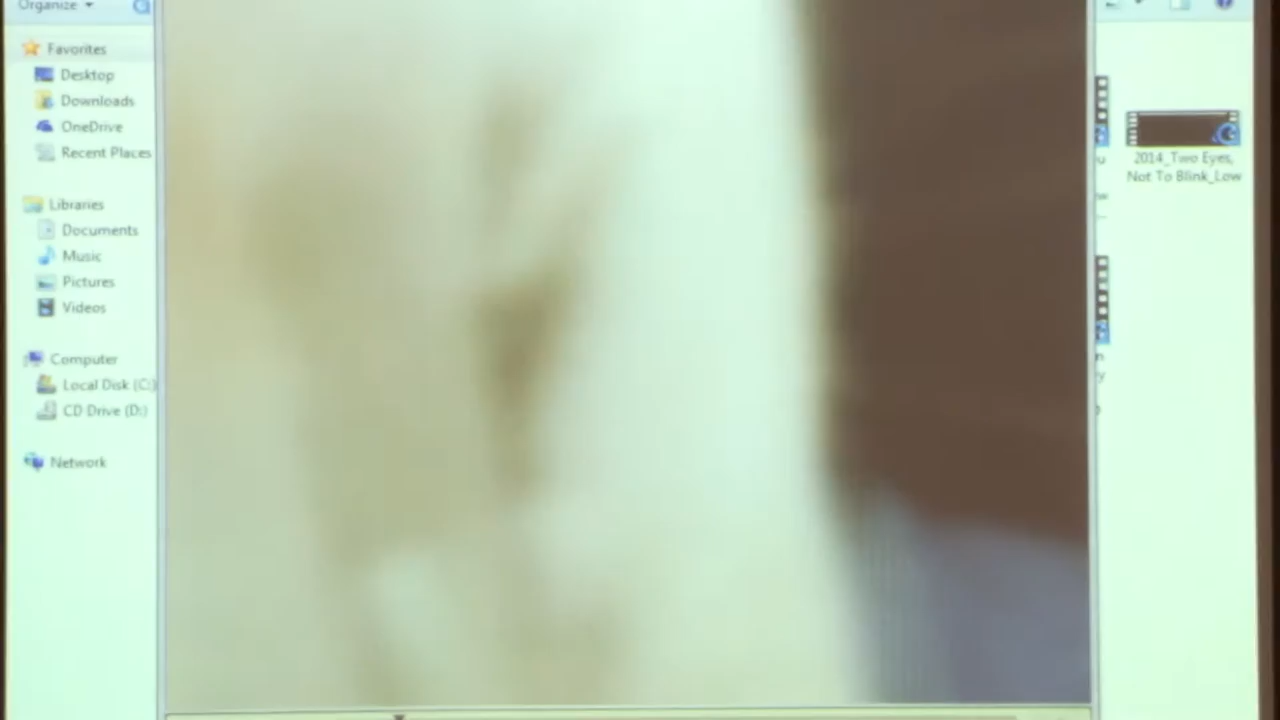 Organize
Favorites
Desktop
Downloads
OneDrive
Recent Places
Libraries
Documents
Music
Pictures
Videos
Computer
Local Disk (C:)
CD Drive (D:)
Network
2014_Two Eyes,
Not To Blink_Low